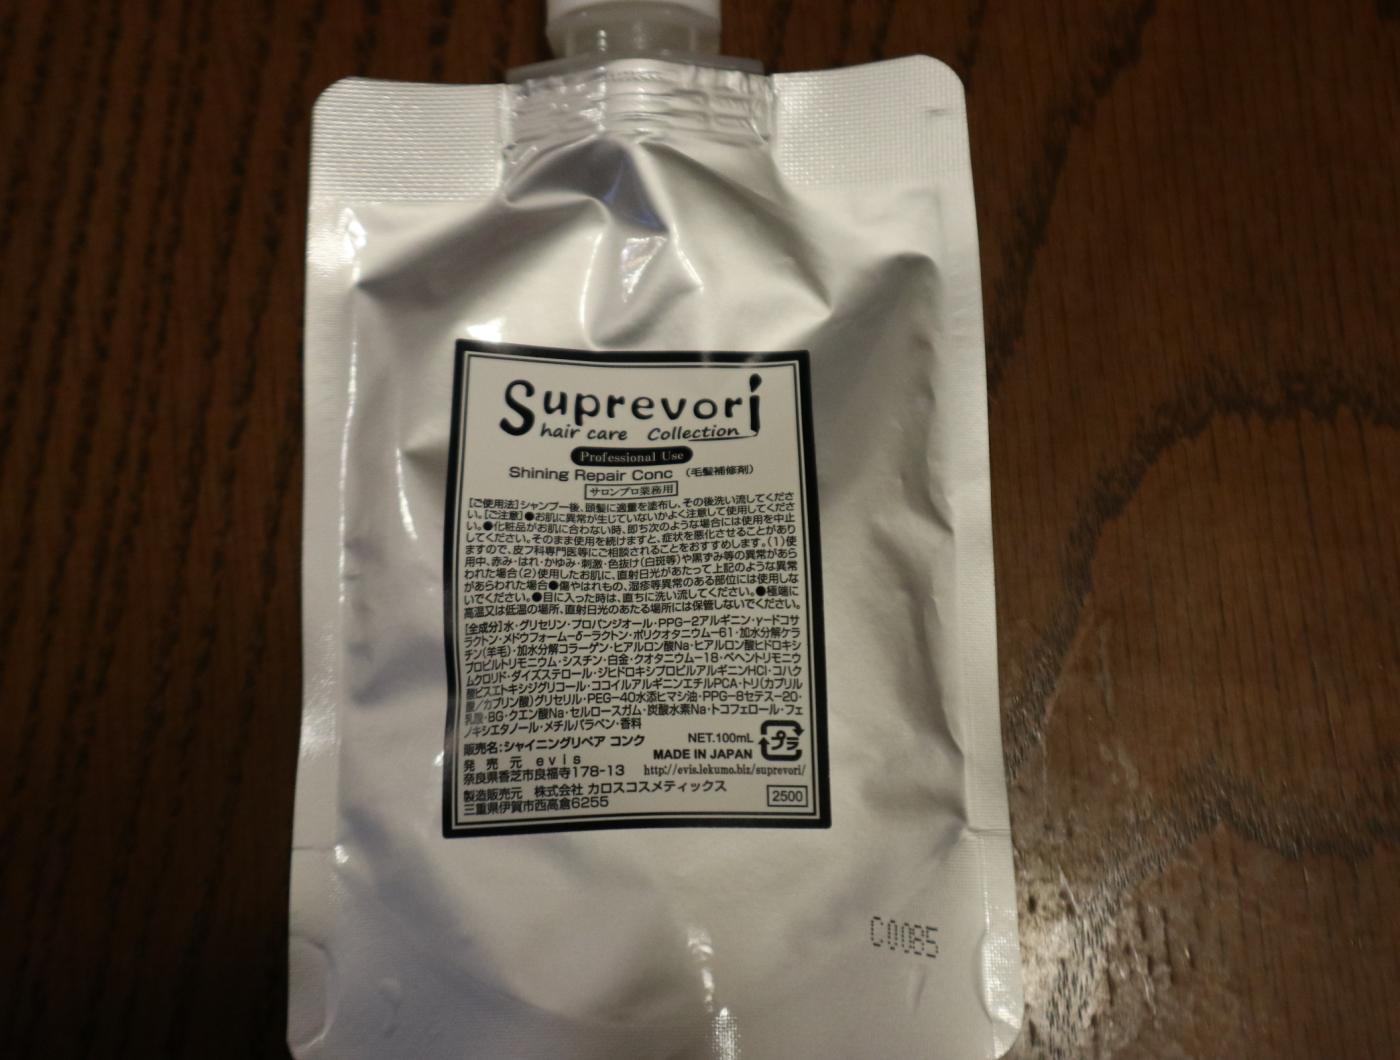 Suprevori
hair care Collection
Professional Use
Shining Repair Conc (毛髪補修剤)
サロンプロ業務用
[ご使用法]シャンプー後、頭髪に適量を塗布し、その後洗い流してくださ
い。[ご注意]●お肌に異常が生じていないかよく注意して使用してくださ
い。●化粧品がお肌に合わない時、即ち次のような場合には使用を中止
してください。そのまま使用を続けますと、症状を悪化させることがあり
ますので、皮フ科専門医等にご相談されることをおすすめします。(1)使
用中、赤み・はれ・かゆみ・刺激・色抜け(白斑等)や黒ずみ等の異常があら
われた場合(2)使用したお肌に、直射日光があたって上記のような異常
があらわれた場合●傷やはれもの、湿疹等異常のある部位には使用しな
いでください。●目に入った時は、直ちに洗い流してください。●極端に
高温又は低温の場所、直射日光のあたる場所には保管しないでください。
[全成分]水・グリセリン・プロパンジオール・PPG-2アルギニン・γ-ドコサ
ラクトン・メドウフォーム-δ-ラクトン・ポリクオタニウム-61・加水分解ケラ
チン(羊毛)・加水分解コラーゲン・ヒアルロン酸Na・ヒアルロン酸ヒドロキシ
プロピルトリモニウム・シスチン・白金・クオタニウム-18・ベヘントリモニウ
ムクロリド・ダイズステロール・ジヒドロキシプロピルアルギニンHCl・コハク
酸ビスエトキシジグリコール・ココイルアルギニンエチルPCA・トリ(カプリル
酸/カプリン酸)グリセリル・PEG-40水添ヒマシ油・PPG-8セテス-20・
乳酸・BG・クエン酸Na・セルロースガム・炭酸水素Na・トコフェロール・フェ
ノキシエタノール・メチルパラベン・香料
販売名:シャイニングリペア コンク NET.100mL
プラ
発 売 元 evis MADE IN JAPAN
奈良県香芝市良福寺178-13 http://evis.lekumo.biz/suprevori/
製造販売元 株式会社 カロスコスメティックス
三重県伊賀市西高倉6255 2500
C0085